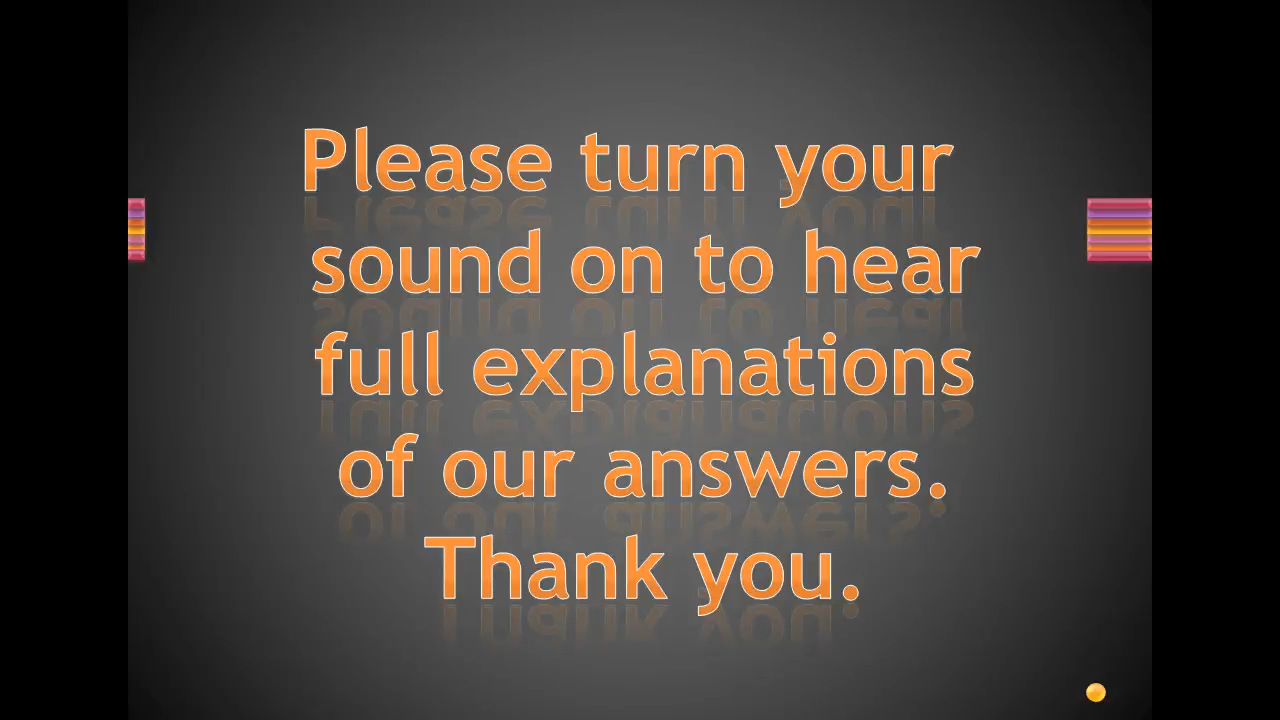 Please turn your
sound on to hear
full explanations
of our answers.
Thank you.